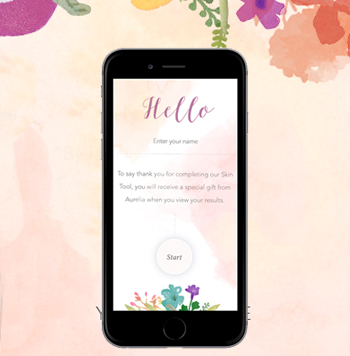 Hello
Enter your name
To say thank you for completing our Skin
Tool, you will receive a special gift from
Aurelia when you view your results
Start